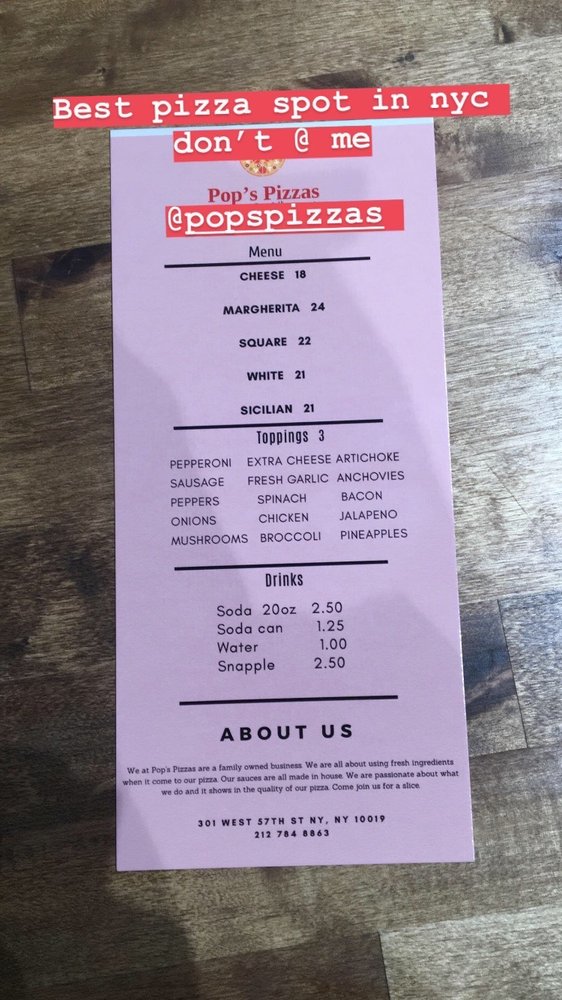 Best pizza spot in nyc
don't @ me
Pop's Pizzas
@popspizzas
Menu
CHEESE 18
MARGHERITA 24
SQUARE 22
WHITE 21
SICILIAN 21
Toppings 3
PEPPERONI EXTRA CHEESE ARTICHOKE
SAUSAGE FRESH GARLIC ANCHOVIES
PEPPERS SPINACH BACON
ONIONS CHICKEN JALAPENO
MUSHROOMS BROCCOLI PINEAPPLES
Drinks
Soda 20oz 2.50
Soda can 1.25
Water 1.00
Snapple 2.50
ABOUT US
We at Pop's Pizzas are a family owned business. We are all about using fresh ingredients
when it come to our pizza. Our sauces are all made in house. We are passionate about what
we do and it shows in the quality of our pizza. Come join us for a slice.
301 WEST 57TH ST NY, NY 10019
212 784 8863